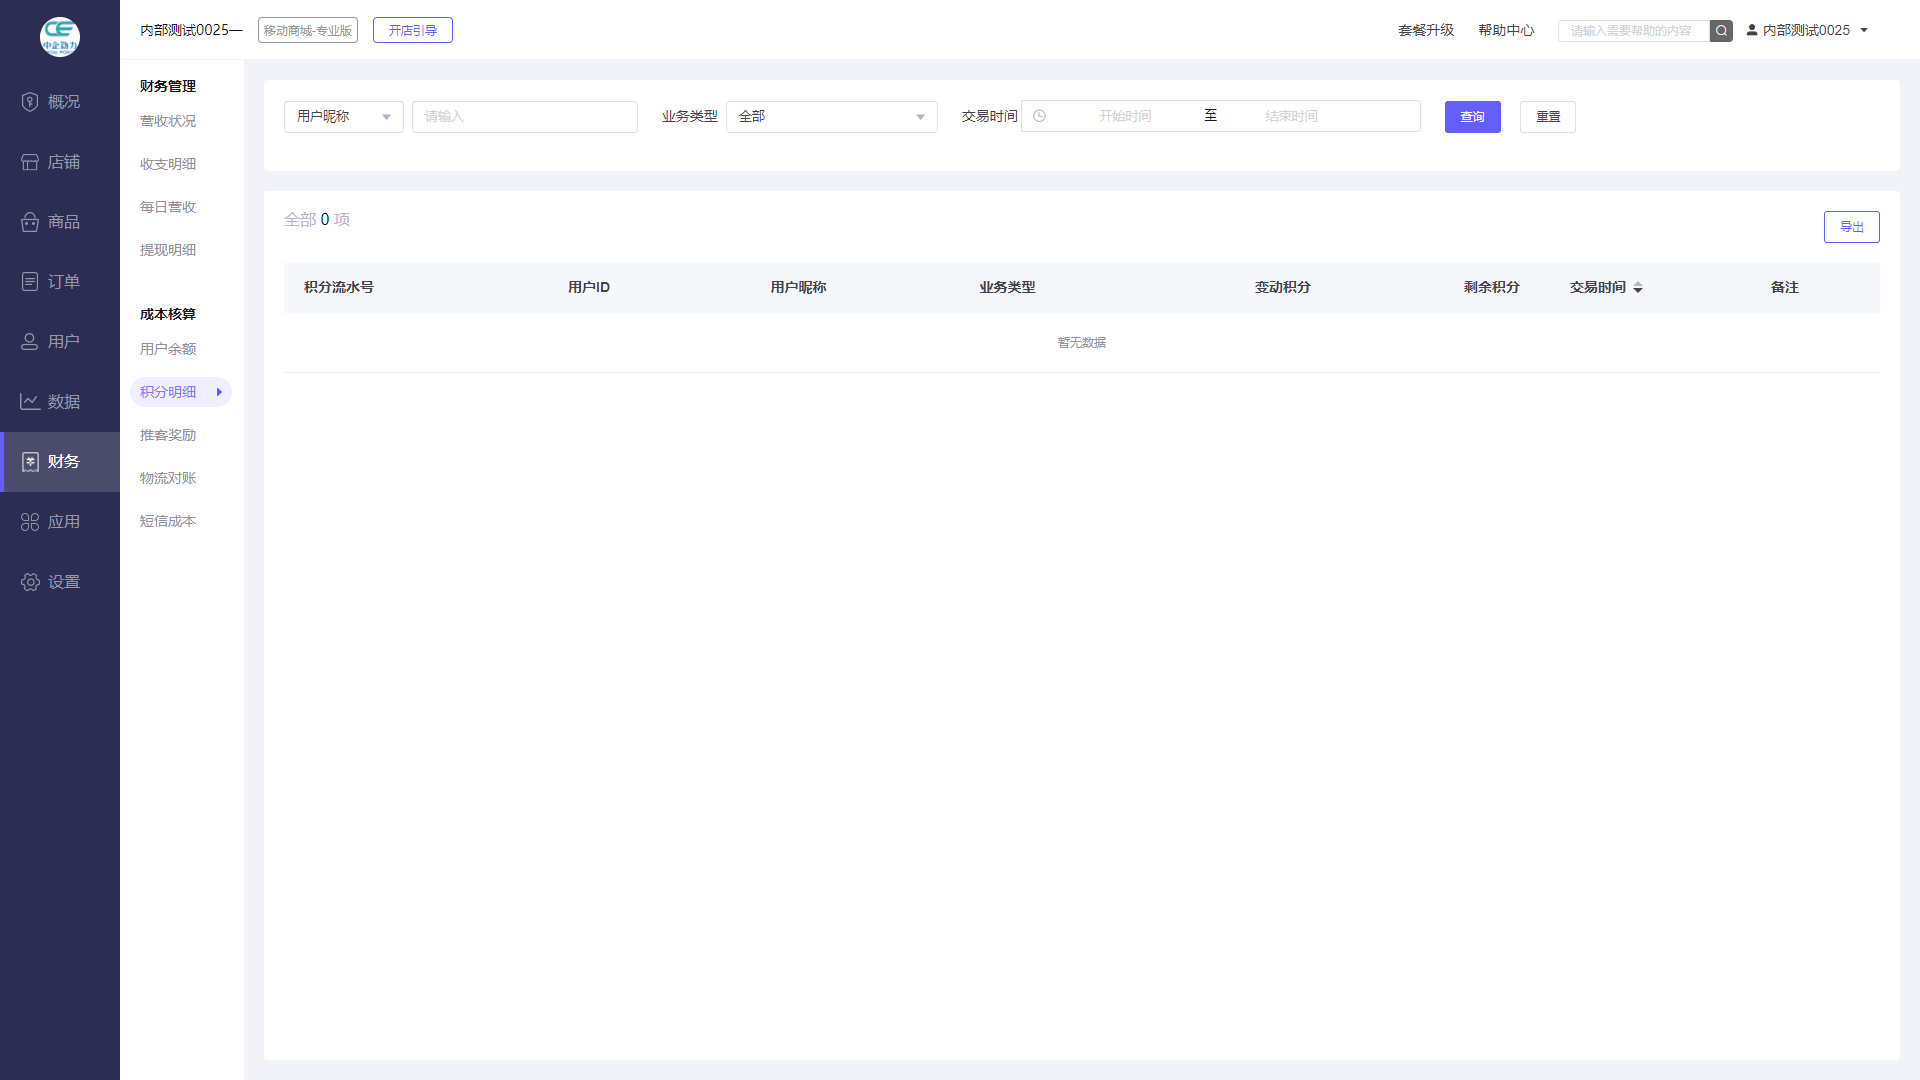 中企动力
概况
店铺
商品
订单
用户
数据
财务
应用
设置
内部测试0025—
移动商城-专业版
开店引导
套餐升级
帮助中心
请输入需要帮助的内容
内部测试0025
财务管理
营收状况
收支明细
每日营收
提现明细
成本核算
用户余额
积分明细
推客奖励
物流对账
短信成本
用户昵称
请输入
业务类型
全部
交易时间
开始时间
至
结束时间
查询
重置
全部 0 项
导出
积分流水号
用户ID
用户昵称
业务类型
变动积分
剩余积分
交易时间
备注
暂无数据